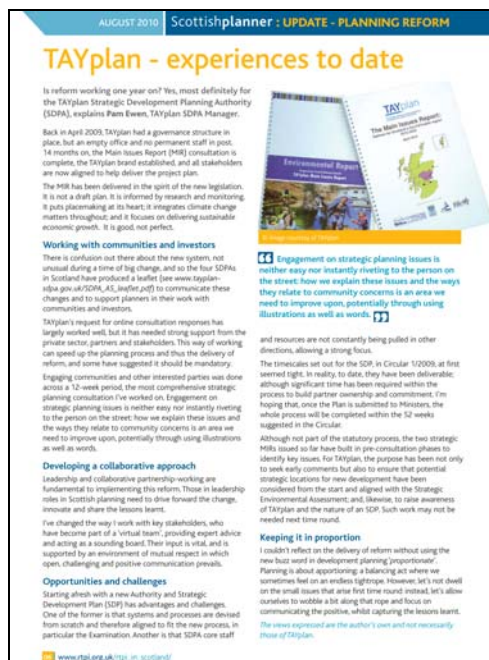 AUGUST 2010 Scottishplanner : UPDATE - PLANNING REFORM
TAYplan - experiences to date
Is reform working one year on? Yes, most definitely for
the TAYplan Strategic Development Planning Authority
(SDPA), explains Pam Ewen, TAYplan SDPA Manager.
Back in April 2009, TAYplan had a governance structure in
place, but an empty office and no permanent staff in post.
14 months on, the Main Issues Report (MIR) consultation is
complete, the TAYplan brand established, and all stakeholders
are now aligned to help deliver the project plan.
The MIR has been delivered in the spirit of the new legislation.
It is not a draft plan. It is informed by research and monitoring.
It puts placemaking at its heart; it integrates climate change
matters throughout; and it focuses on delivering sustainable
economic growth. It is good, not perfect.
Working with communities and investors
There is confusion out there about the new system, not
unusual during a time of big change, and so the four SDPAs
in Scotland have produced a leaflet (see www.tayplan-
sdpa.gov.uk/SDPA_A5_leaflet.pdf) to communicate these
changes and to support planners in their work with
communities and investors.
TAYplan's request for online consultation responses has
largely worked well, but it has needed strong support from the
private sector, partners and stakeholders. This way of working
can speed up the planning process and thus the delivery of
reform, and some have suggested it should be mandatory.
Engaging communities and other interested parties was done
across a 12-week period, the most comprehensive strategic
planning consultation I've worked on. Engagement on
strategic planning issues is neither easy nor instantly riveting
to the person on the street: how we explain these issues and
the ways they relate to community concerns is an area we
need to improve upon, potentially through using illustrations
as well as words.
Developing a collaborative approach
Leadership and collaborative partnership-working are
fundamental to implementing this reform. Those in leadership
roles in Scottish planning need to drive forward the change,
innovate and share the lessons learnt.
I've changed the way I work with key stakeholders, who
have become part of a 'virtual team', providing expert advice
and acting as a sounding board. Their input is vital, and is
supported by an environment of mutual respect in which
open, challenging and positive communication prevails.
Opportunities and challenges
Starting afresh with a new Authority and Strategic
Development Plan (SDP) has advantages and challenges.
One of the former is that systems and processes are devised
from scratch and therefore aligned to fit the new process, in
particular the Examination. Another is that SDPA core staff
TAYplan
The Main Issues Report
Environmental Report
TAYplan Main Issues Report
Image courtesy of TAYplan
Engagement on strategic planning issues is
neither easy nor instantly riveting to the person on
the street: how we explain these issues and the ways
they relate to community concerns is an area we
need to improve upon, potentially through using
illustrations as well as words.
and resources are not constantly being pulled in other
directions, allowing a strong focus.
The timescales set out for the SDP, in Circular 1/2009, at first
seemed tight. In reality, to date, they have been deliverable;
although significant time has been required within the
process to build partner ownership and commitment. I'm
hoping that, once the Plan is submitted to Ministers, the
whole process will be completed within the 52 weeks
suggested in the Circular.
Although not part of the statutory process, the two strategic
MIRs issued so far have built in pre-consultation phases to
identify key issues. For TAYplan, the purpose has been not only
to seek early comments but also to ensure that potential
strategic locations for new development have been
considered from the start and aligned with the Strategic
Environmental Assessment; and, likewise, to raise awareness
of TAYplan and the nature of an SDP. Such work may not be
needed next time round.
Keeping it in proportion
I couldn't reflect on the delivery of reform without using the
new buzz word in development planning 'proportionate'.
Planning is about apportioning: a balancing act where we
sometimes feel on an endless tightrope. However, let's not dwell
on the small issues that arise first time round: instead, let's allow
ourselves to wobble a bit along that rope and focus on
communicating the positive, whilst capturing the lessons learnt.
The views expressed are the author's own and not necessarily
those of TAYplan.
www.rtpi.org.uk/rtpi_in_scotland/